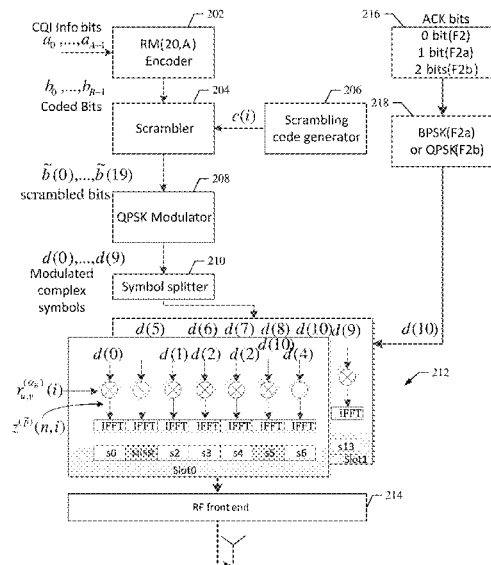 202
216
ACK bits
CQI info bits
a₀,...,a_{A-1}
RM(20,A)
Encoder
0 bit(F2)
1 bit(F2a)
2 bits(F2b)
b₀,...,b_{B-1}
Coded Bits
204
206
218
Scrambler
c(i)
Scrambling
code generator
BPSK(F2a)
or QPSK(F2b)
b̃(0),...,b̃(19)
scrambled bits
208
QPSK Modulator
d(0),...,d(9)
Modulated
complex
symbols
210
Symbol splitter
d(5) d(6) d(7) d(8) d(10) d(9)
d(10)
d(10)
d(0) d(1) d(2) d(2) d(4)
212
IFFT
IFFT IFFT IFFT IFFT IFFT IFFT IFFT
s0 s2 s3 s4 s5 s6
s13
Slot1
Slot0
214
RF front end